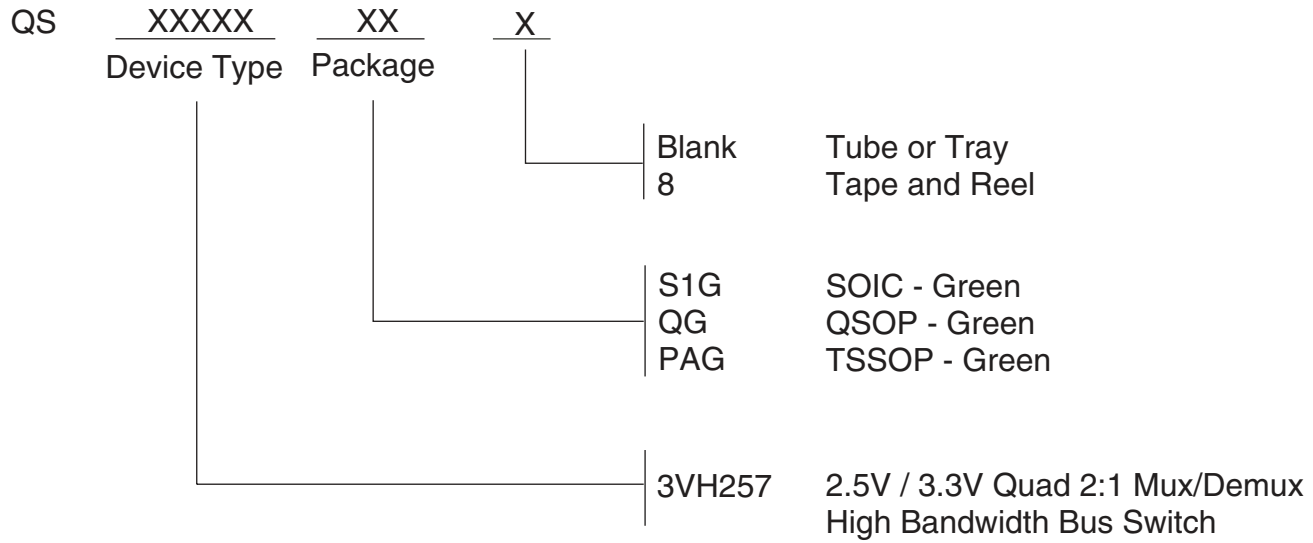 QS XXXXX XX X
Device Type Package
Blank Tube or Tray
8 Tape and Reel
S1G SOIC - Green
QG QSOP - Green
PAG TSSOP - Green
3VH257 2.5V / 3.3V Quad 2:1 Mux/Demux
High Bandwidth Bus Switch